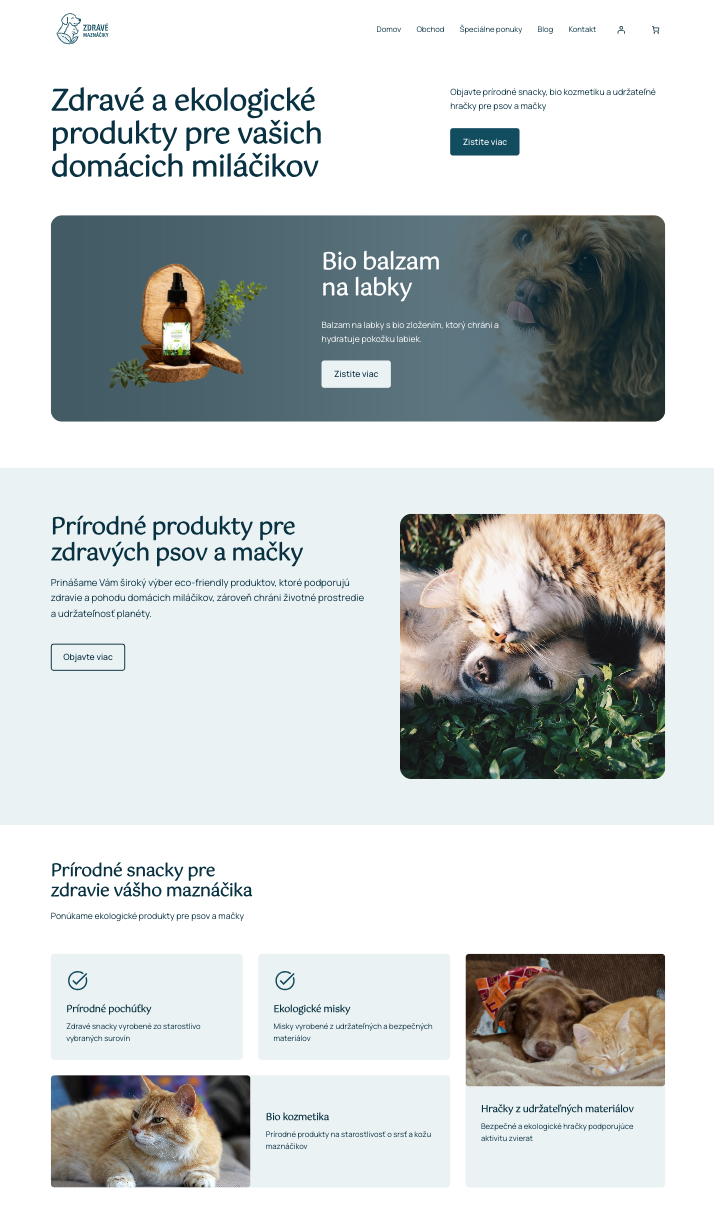 ZDRAVÉ
MAZNÁČIKY
Domov Obchod Špeciálne ponuky Blog Kontakt
Zdravé a ekologické
produkty pre vašich
domácich miláčikov
Objavte prírodné snacky, bio kozmetiku a udržateľné
hračky pre psov a mačky
Zistite viac
Bio balzam
na labky
Balzam na labky s bio zložením, ktorý chráni a
hydratuje pokožku labiek.
Zistite viac
Prírodné produkty pre
zdravých psov a mačky
Prinášame Vám široký výber eco-friendly produktov, ktoré podporujú
zdravie a pohodu domácich miláčikov, zároveň chráni životné prostredie
a udržateľnosť planéty.
Objavte viac
Prírodné snacky pre
zdravie vášho maznáčika
Ponúkame ekologické produkty pre psov a mačky
Prírodné pochúťky
Zdravé snacky vyrobené zo starostlivo
vybraných surovín
Ekologické misky
Misky vyrobené z udržateľných a bezpečných
materiálov
Bio kozmetika
Prírodné produkty na starostlivosť o srsť a kožu
maznáčikov
Hračky z udržateľných materiálov
Bezpečné a ekologické hračky podporujúce
aktivitu zvierat